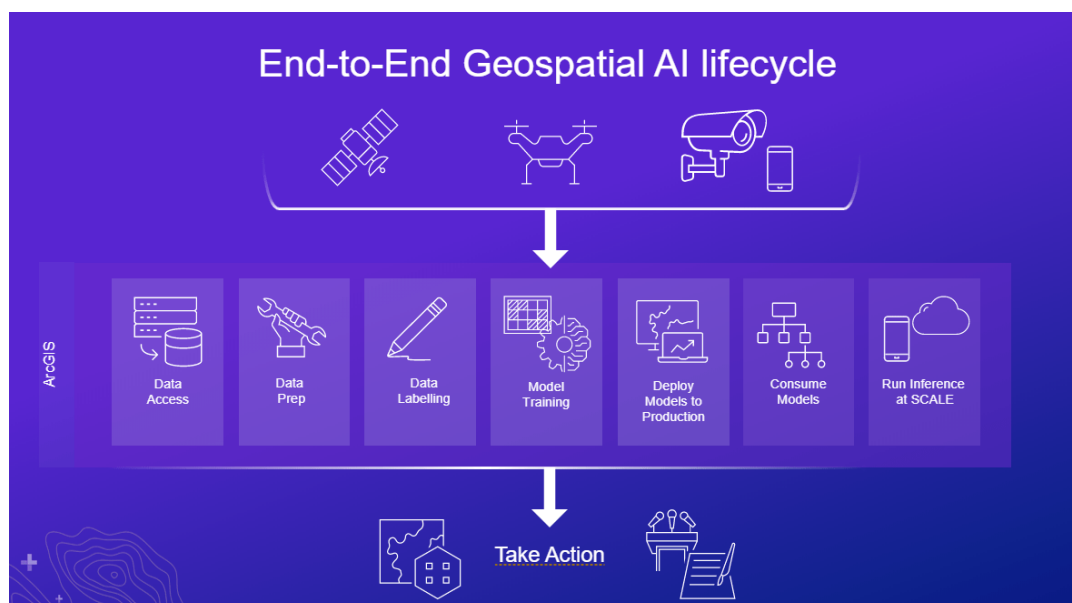 End-to-End Geospatial AI lifecycle
ArcGIS
Data
Access
Data
Prep
Data
Labelling
Model
Training
Deploy
Models to
Production
Consume
Models
Run Inference
at SCALE
Take Action